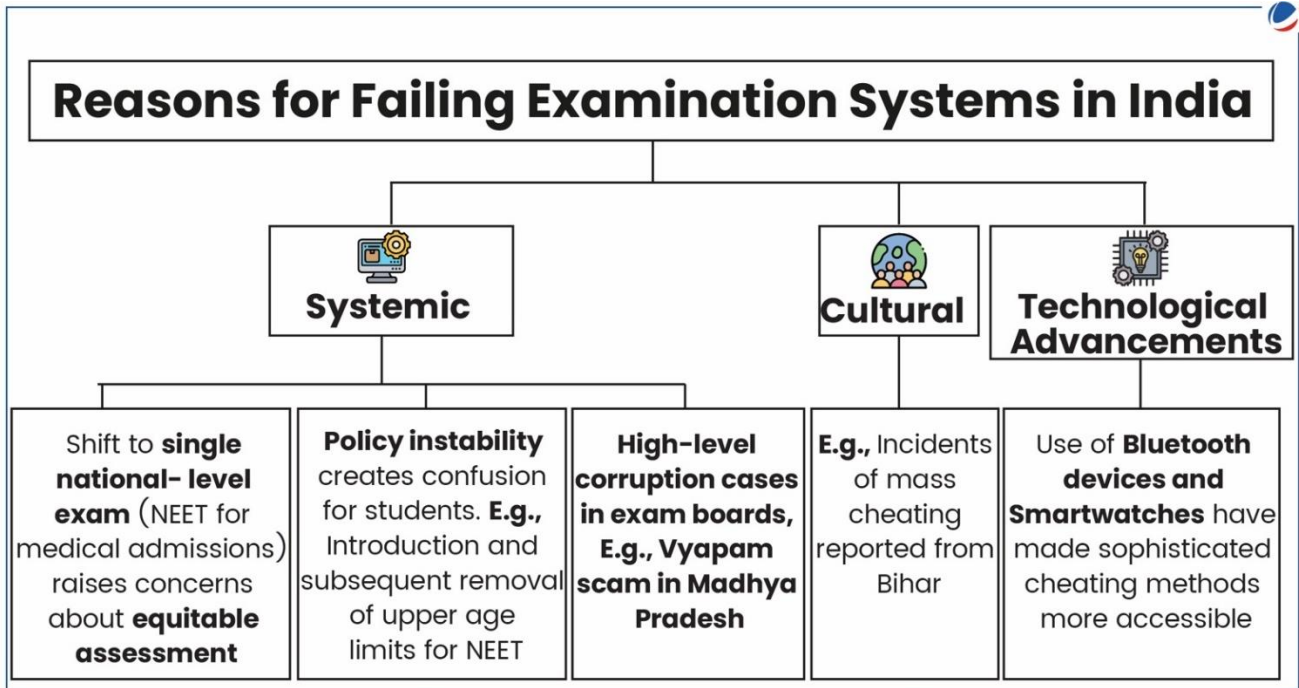 Reasons for Failing Examination Systems in India
Systemic
Cultural
Technological
Advancements
Shift to single
national- level
exam (NEET for
medical admissions)
raises concerns
about equitable
assessment
Policy instability
creates confusion
for students. E.g.,
Introduction and
subsequent removal
of upper age
limits for NEET
High-level
corruption cases
in exam boards,
E.g., Vyapam
scam in Madhya
Pradesh
E.g., Incidents
of mass
cheating
reported from
Bihar
Use of Bluetooth
devices and
Smartwatches have
made sophisticated
cheating methods
more accessible